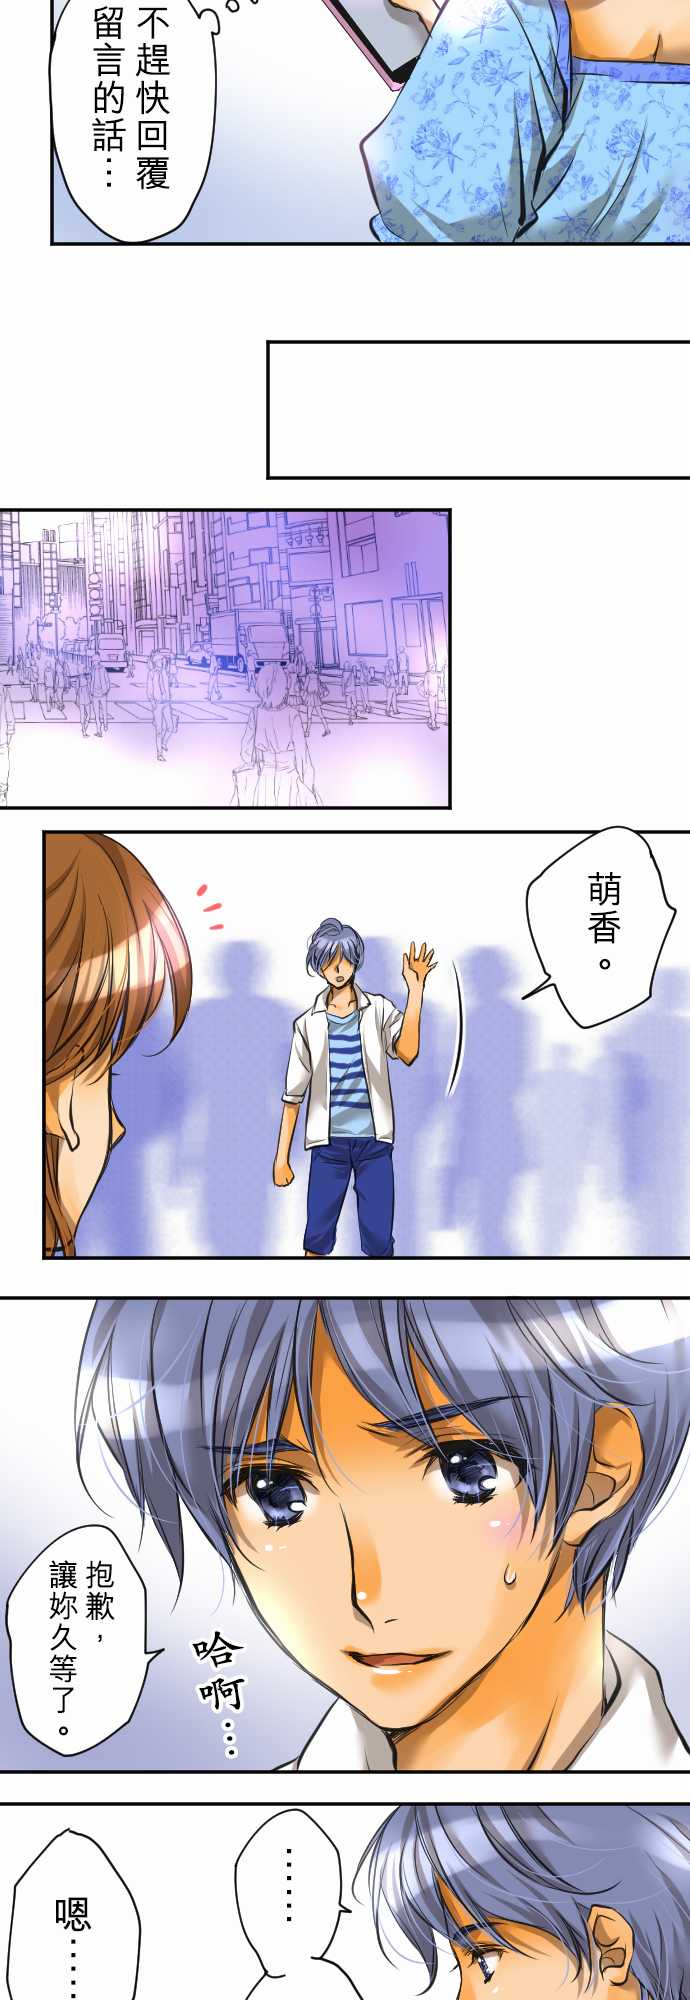 不趕快回覆
留言的話…
萌香。
抱歉，
讓妳久等了。
哈啊…
……
嗯……